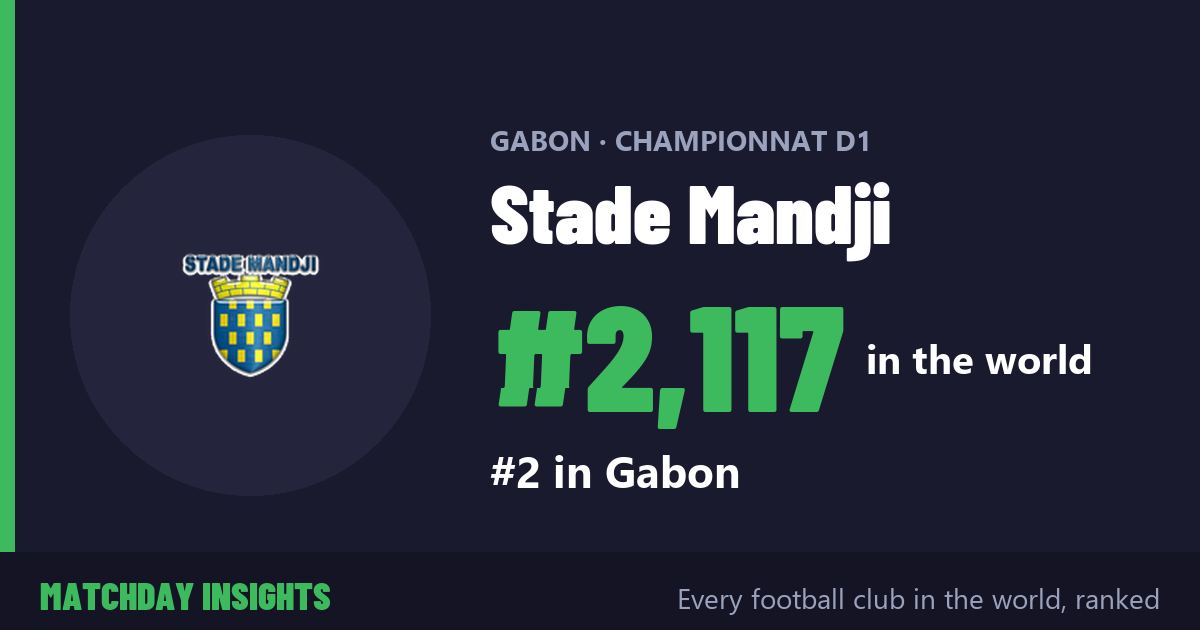 GABON · CHAMPIONNAT D1
Stade Mandji
STADE MANDJI
#2,117 in the world
#2 in Gabon
MATCHDAY INSIGHTS
Every football club in the world, ranked